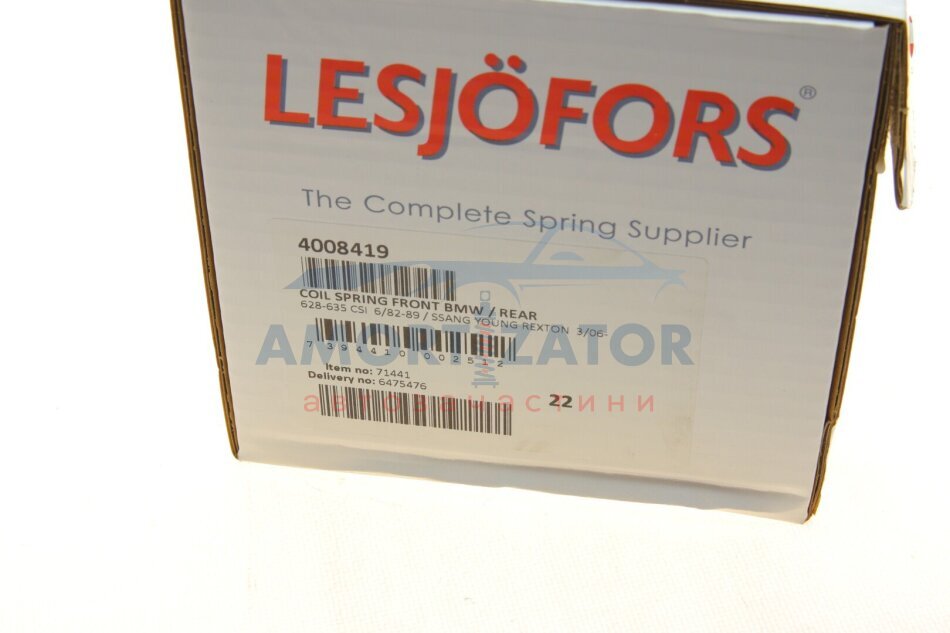 LESJÖFORS®
The Complete Spring Supplier
4008419
COIL SPRING FRONT BMW / REAR
628-635 CSI 6/82-89 / SSANG YOUNG REXTON 3/06-
7 394410 002512
AMORTIZATOR
Item no: 71441
Delivery no: 6475476
22
автозапчастини